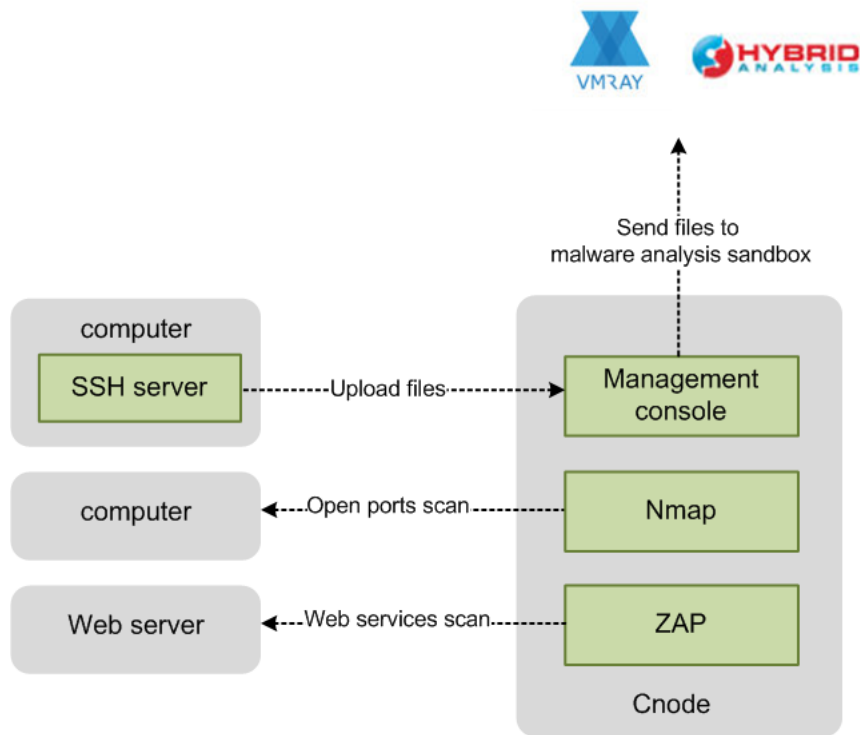 VMRAY
HYBRID
ANALYSIS
Send files to
malware analysis sandbox
computer
SSH server
Upload files
Management
console
computer
Open ports scan
Nmap
Web server
Web services scan
ZAP
Cnode